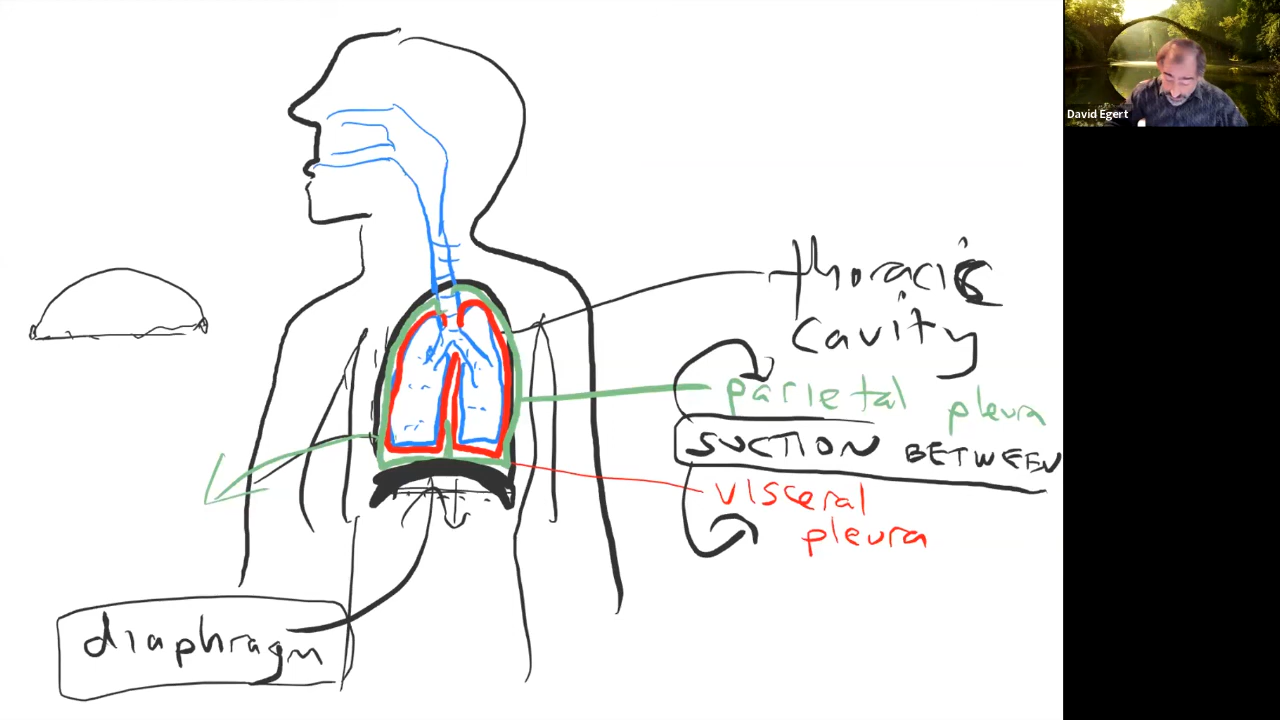 David Egert
thoracic
cavity
parietal pleura
SUCTION BETWEEN
visceral
pleura
diaphragm